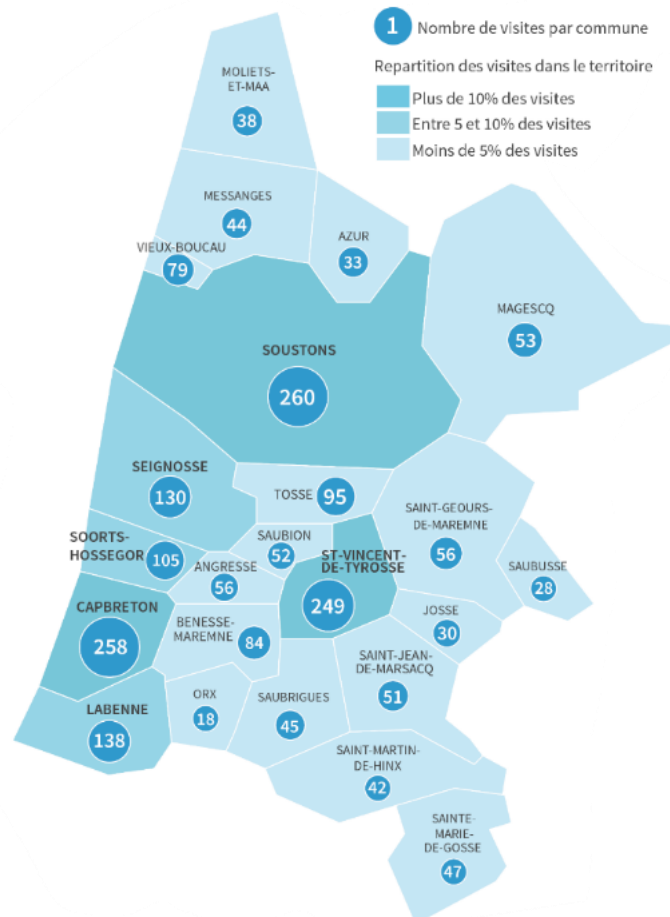 1 Nombre de visites par commune
Repartition des visites dans le territoire
Plus de 10% des visites
Entre 5 et 10% des visites
Moins de 5% des visites
MOLIETS-
ET-MAA
38
MESSANGES
44
VIEUX-BOUCAU
79
AZUR
33
MAGESCQ
53
SOUSTONS
260
SEIGNOSSE
130
TOSSE
95
SAINT-GEOURS-
DE-MAREMNE
56
SOORTS-
HOSSEGOR
105
SAUBION
52
ST-VINCENT-
DE-TYROSSE
249
ANGRESSE
56
SAUBUSSE
28
CAPBRETON
258
BENESSE-
MAREMNE
84
JOSSE
30
SAINT-JEAN-
DE-MARSACQ
51
LABENNE
138
ORX
18
SAUBRIGUES
45
SAINT-MARTIN-
DE-HINX
42
SAINTE-
MARIE-
DE-GOSSE
47